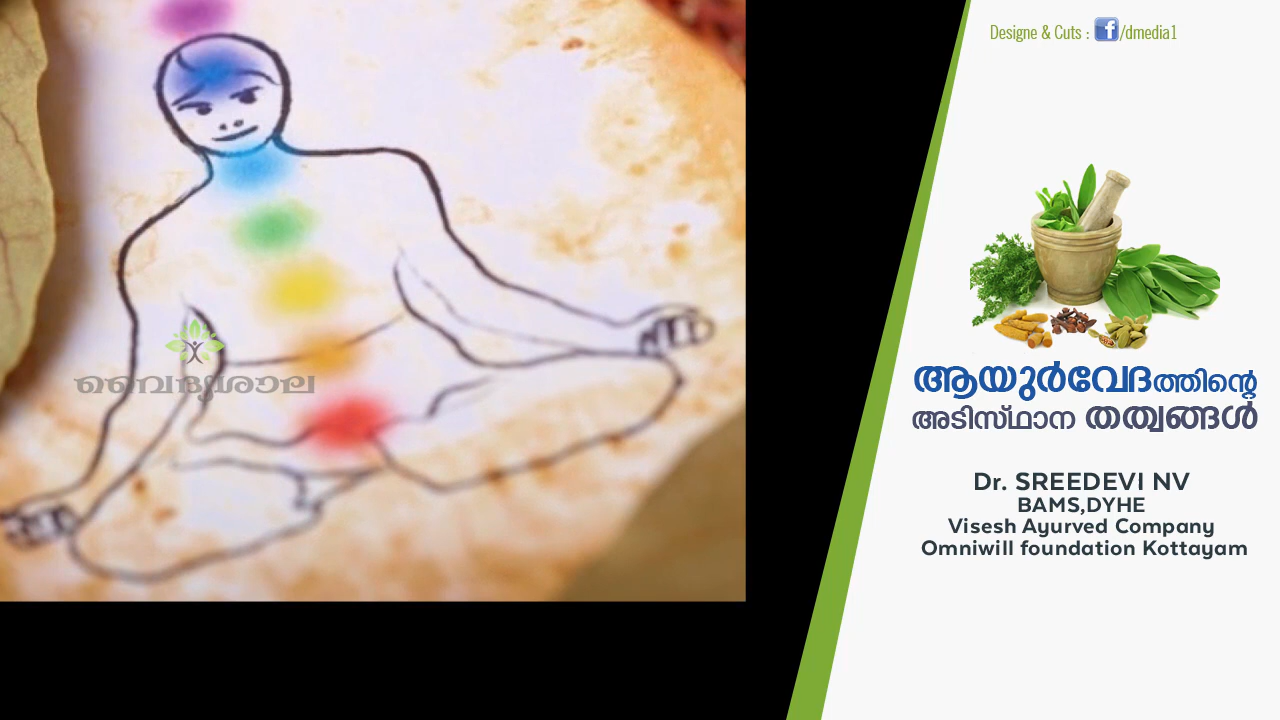 Designe & Cuts : f/dmedia1
വൈദ്യശാല
ആയുർവേദത്തിന്റെ
അടിസ്ഥാന തത്വങ്ങൾ
Dr. SREEDEVI NV
BAMS,DYHE
Visesh Ayurved Company
Omniwill foundation Kottayam